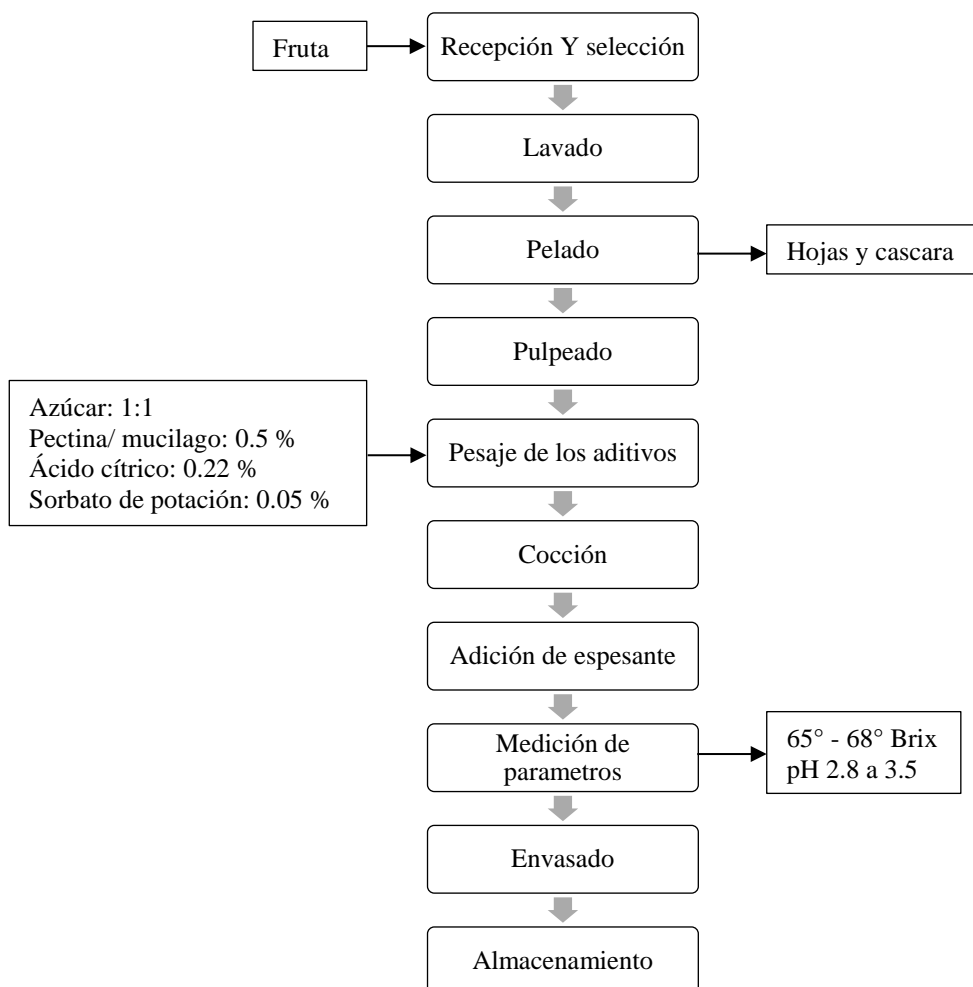 Fruta
Recepción Y selección
Lavado
Pelado
Hojas y cascara
Pulpeado
Azúcar: 1:1
Pectina/ mucilago: 0.5 %
Ácido cítrico: 0.22 %
Sorbato de potación: 0.05 %
Pesaje de los aditivos
Cocción
Adición de espesante
Medición de
parametros
65° - 68° Brix
pH 2.8 a 3.5
Envasado
Almacenamiento